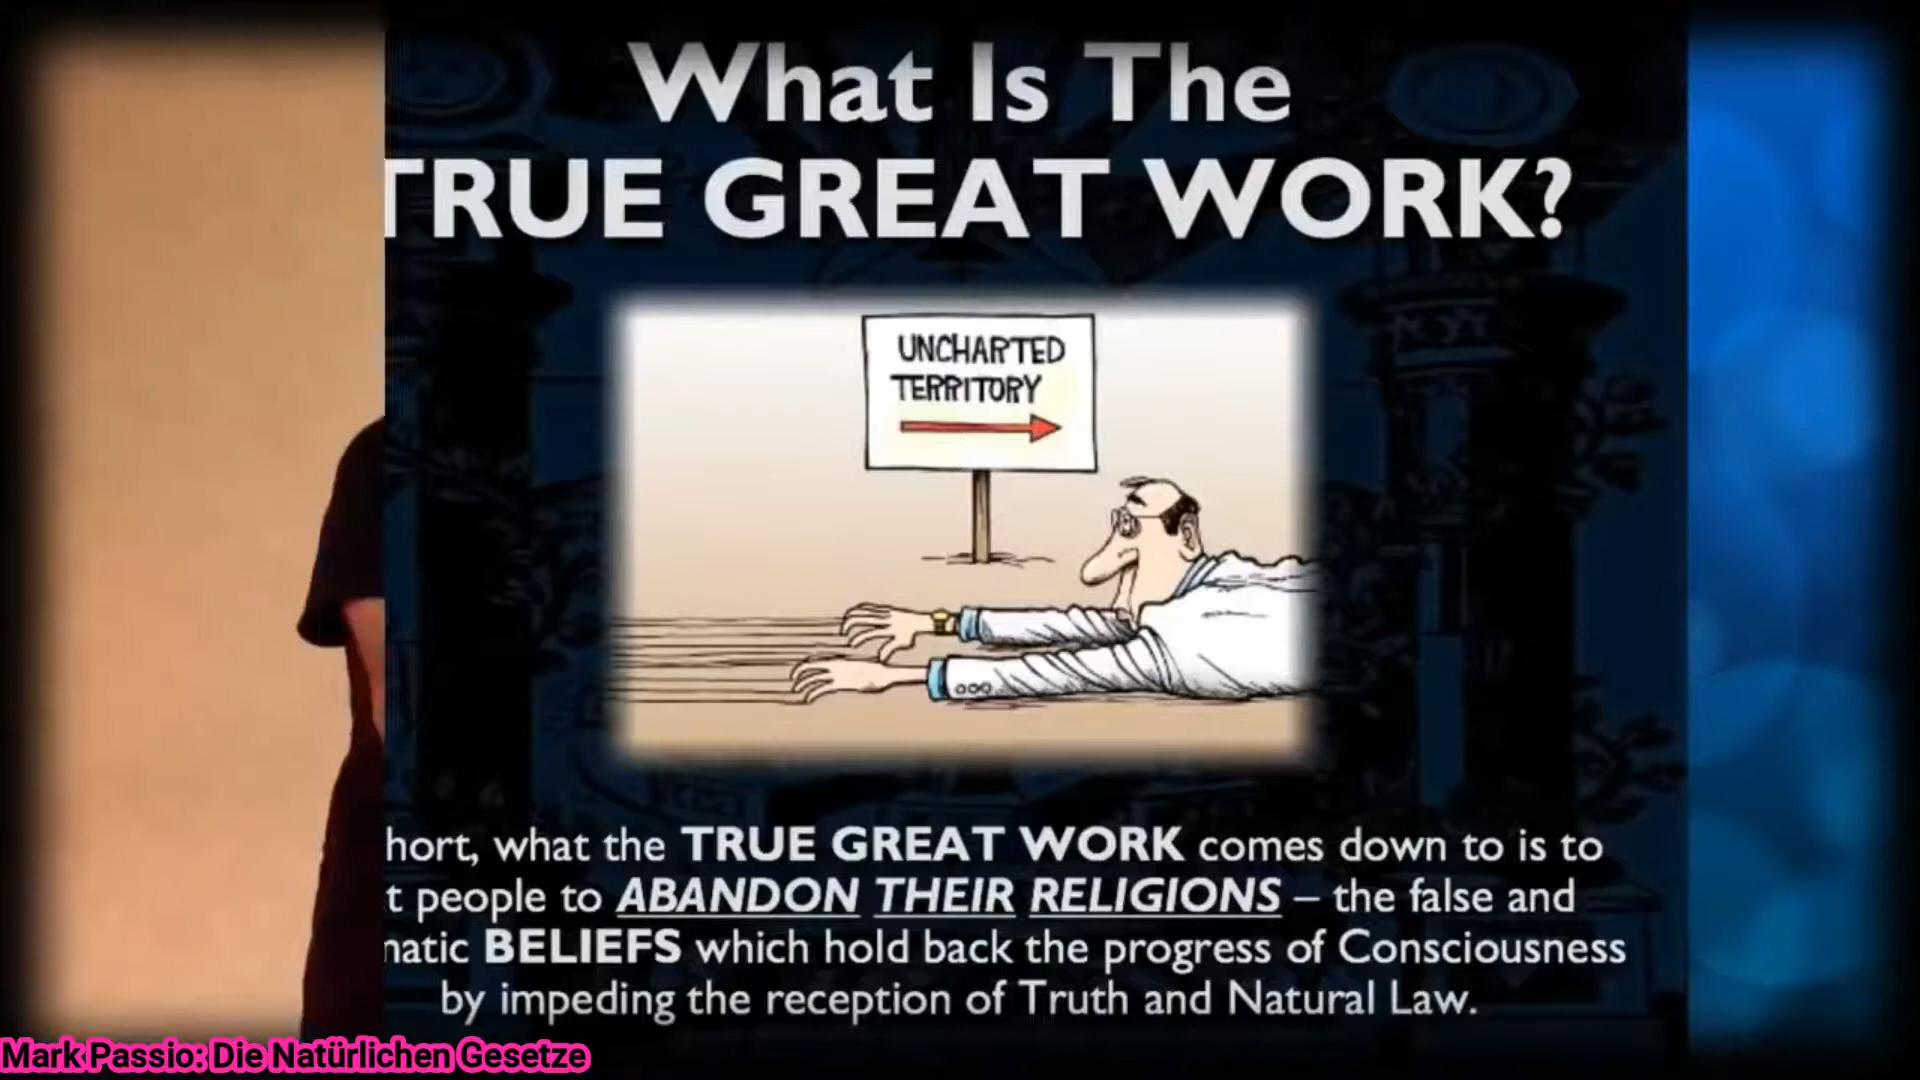 What Is The
TRUE GREAT WORK?
UNCHARTED
TERRITORY
hort, what the TRUE GREAT WORK comes down to is to
t people to ABANDON THEIR RELIGIONS – the false and
matic BELIEFS which hold back the progress of Consciousness
by impeding the reception of Truth and Natural Law.
Mark Passio: Die Natürlichen Gesetze